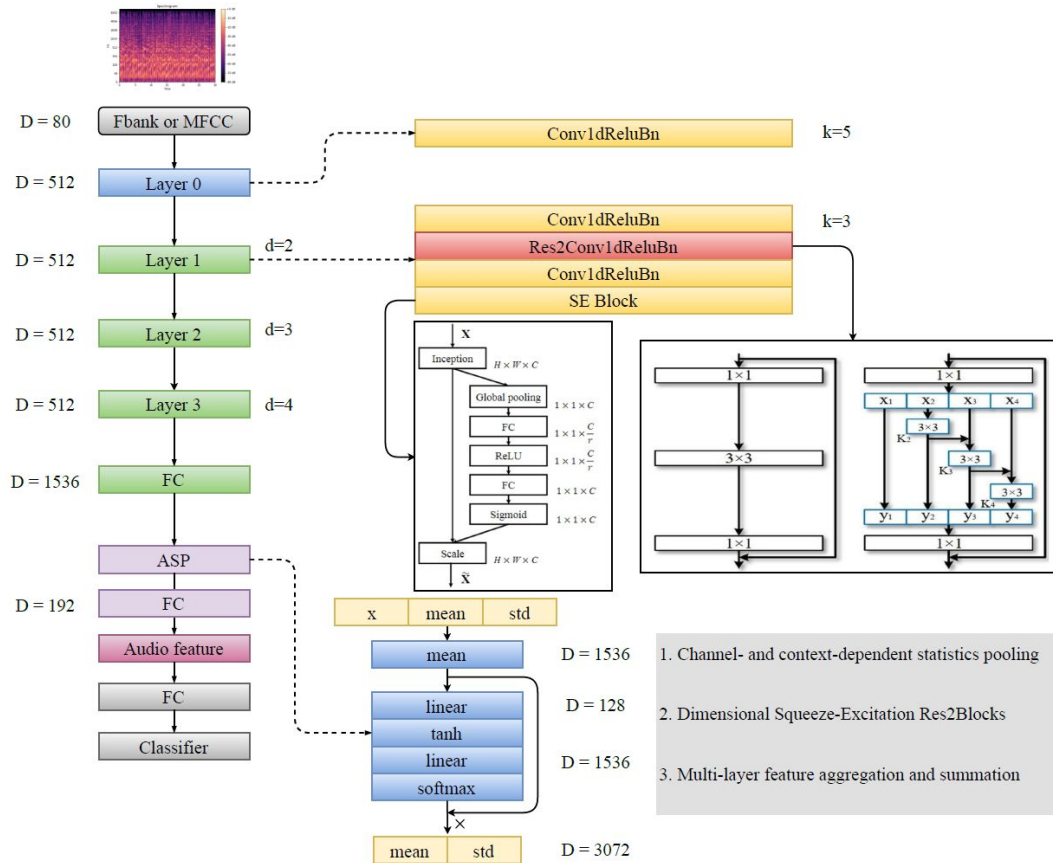 Spectrogram
D = 80
Fbank or MFCC
Conv1dReluBn
k=5
D = 512
Layer 0
Conv1dReluBn
k=3
Res2Conv1dReluBn
Conv1dReluBn
SE Block
D = 512
Layer 1
d=2
D = 512
Layer 2
d=3
D = 512
Layer 3
d=4
D = 1536
FC
ASP
D = 192
FC
Audio feature
FC
Classifier
X
Inception
H × W × C
Global pooling
1 × 1 × C
FC
1 × 1 × C/r
ReLU
1 × 1 × C/r
FC
1 × 1 × C
Sigmoid
1 × 1 × C
Scale
H × W × C
X̃
1×1
3×3
1×1
1×1
x1 x2 x3 x4
3×3
K2
3×3
K3
3×3
K4
y1 y2 y3 y4
1×1
x mean std
mean
D = 1536
linear
D = 128
tanh
linear
D = 1536
softmax
×
mean std
D = 3072
1. Channel- and context-dependent statistics pooling
2. Dimensional Squeeze-Excitation Res2Blocks
3. Multi-layer feature aggregation and summation